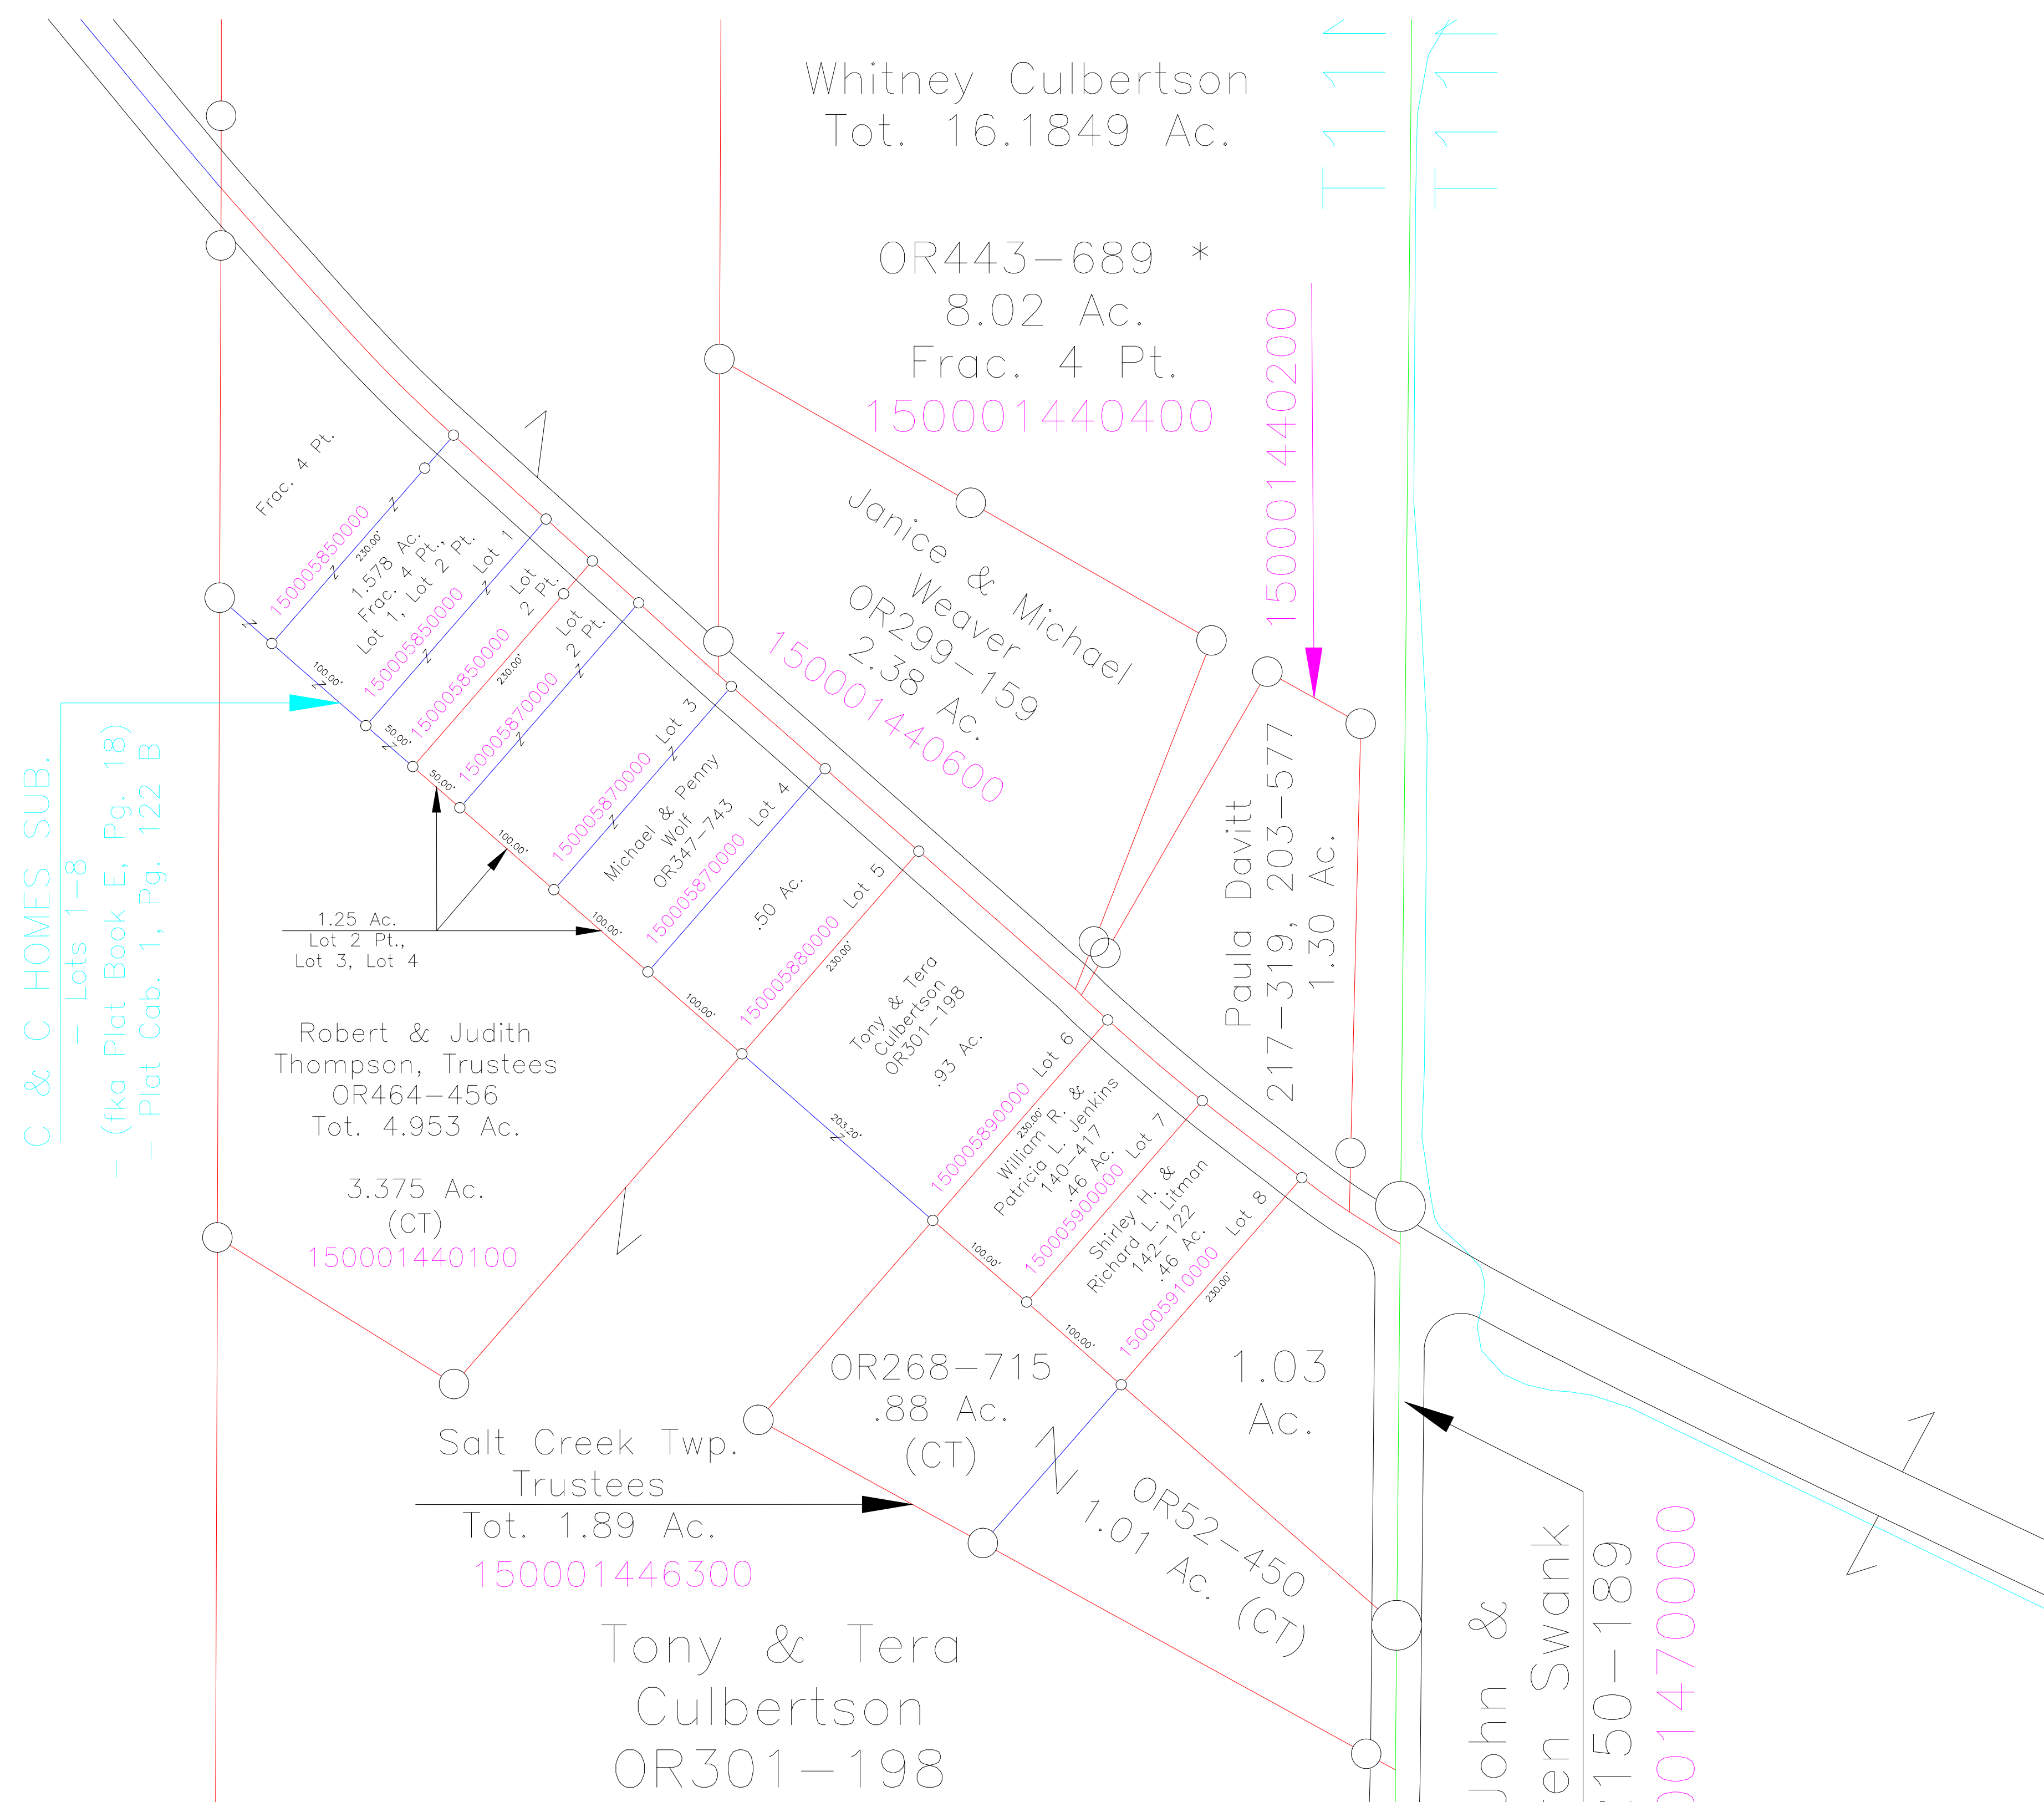 Whitney Culbertson
Tot. 16.1849 Ac.
OR443-689 *
8.02 Ac.
Frac. 4 Pt.
150001440400
150001440200
Janice & Michael
Weaver
OR299-159
2.38 Ac.
150001440600
Paula Davitt
217-319, 203-577
1.30 Ac.
Frac. 4 Pt.
150005850000
230.00'
1.578 Ac.
Frac. 4 Pt.,
Lot 1, Lot 2 Pt.
150005850000 Lot 1
100.00'
Lot
2 Pt.
150005850000
50.00'
230.00'
Lot
2 Pt.
150005870000
50.00'
150005870000 Lot 3
100.00'
Michael & Penny
Wolf
OR347-743
150005870000 Lot 4
100.00'
.50 Ac.
150005880000 Lot 5
100.00'
230.00'
Tony & Tera
Culbertson
OR301-198
.93 Ac.
203.20'
150005890000 Lot 6
230.00'
William R. &
Patricia L. Jenkins
140-417
.46 Ac.
150005900000 Lot 7
100.00'
Shirley H. &
Richard L. Litman
142-122
.46 Ac.
150005910000 Lot 8
100.00'
230.00'
C & C HOMES SUB.
- Lots 1-8
- (fka Plat Book E, Pg. 18)
- Plat Cab. 1, Pg. 122 B
1.25 Ac.
Lot 2 Pt.,
Lot 3, Lot 4
Robert & Judith
Thompson, Trustees
OR464-456
Tot. 4.953 Ac.
3.375 Ac.
(CT)
150001440100
OR268-715
.88 Ac.
(CT)
1.03
Ac.
Salt Creek Twp.
Trustees
Tot. 1.89 Ac.
150001446300
OR52-450
1.01 Ac. (CT)
Tony & Tera
Culbertson
OR301-198
John &
en Swank
150-189
001470000
T 11 N
T 11 N